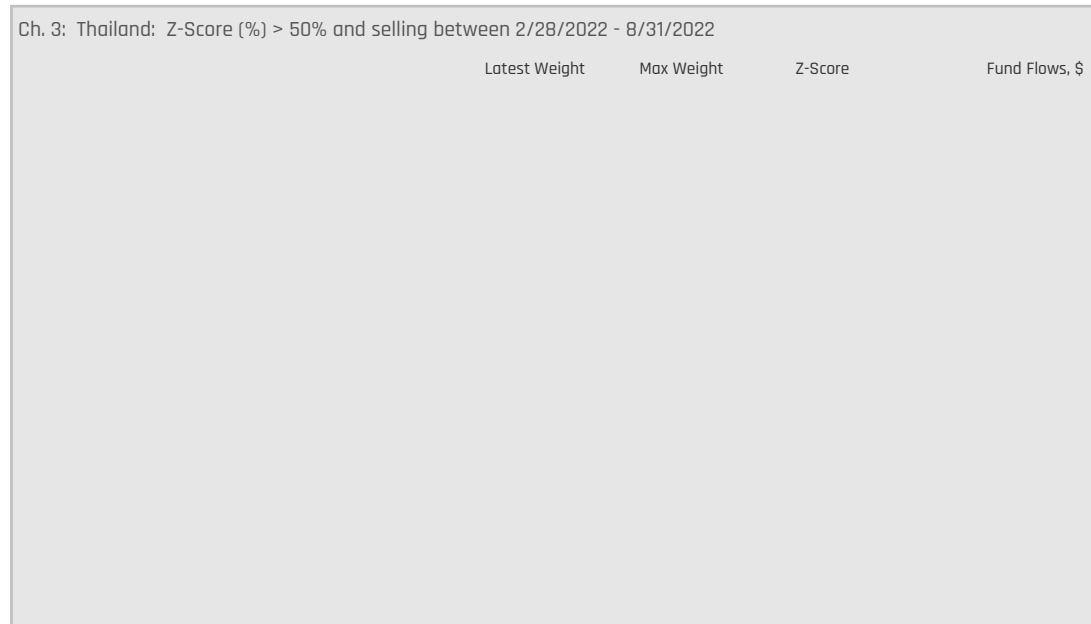 Ch. 3: Thailand: Z-Score (%) > 50% and selling between 2/28/2022 - 8/31/2022
Latest Weight Max Weight Z-Score Fund Flows, $